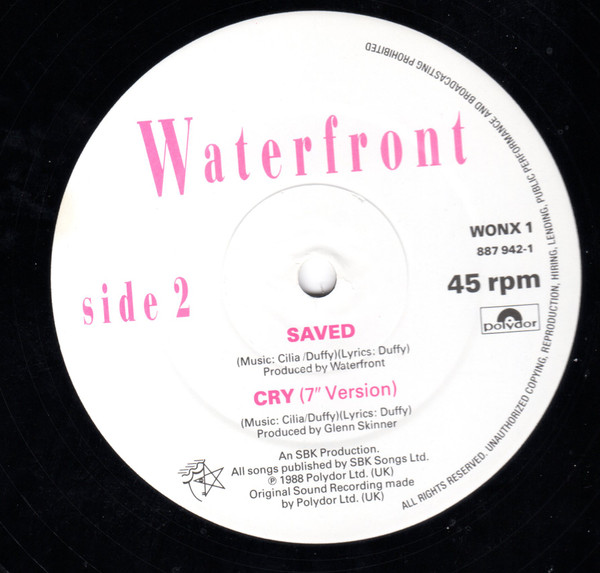 Waterfront
side 2
WONX 1
887 942-1
45 rpm
polydor
SAVED
(Music: Cilia /Duffy)(Lyrics: Duffy)
Produced by Waterfront
CRY (7" Version)
(Music: Cilia/Duffy)(Lyrics: Duffy)
Produced by Glenn Skinner
An SBK Production.
All songs published by SBK Songs Ltd.
℗ 1988 Polydor Ltd. (UK)
Original Sound Recording made
by Polydor Ltd. (UK)
ALL RIGHTS RESERVED. UNAUTHORIZED COPYING, REPRODUCTION, HIRING, LENDING, PUBLIC PERFORMANCE AND BROADCASTING PROHIBITED